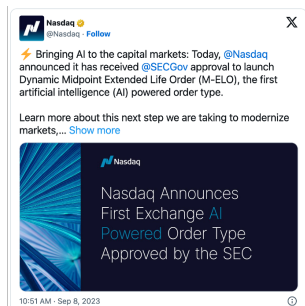 Nasdaq
@Nasdaq · Follow
⚡ Bringing AI to the capital markets: Today, @Nasdaq
announced it has received @SECGov approval to launch
Dynamic Midpoint Extended Life Order (M-ELO), the first
artificial intelligence (AI) powered order type.
Learn more about this next step we are taking to modernize
markets,... Show more
Nasdaq
Nasdaq Announces
First Exchange AI
Powered Order Type
Approved by the SEC
10:51 AM · Sep 8, 2023